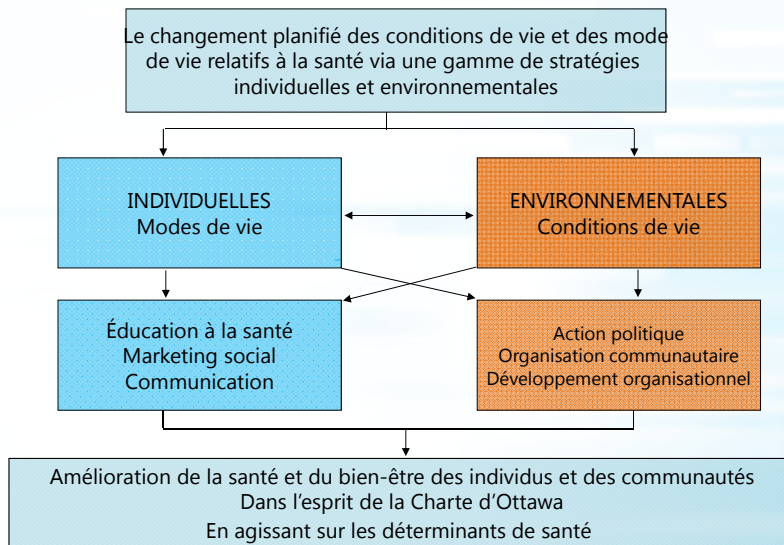 Le changement planifié des conditions de vie et des mode
de vie relatifs à la santé via une gamme de stratégies
individuelles et environnementales
INDIVIDUELLES
Modes de vie
ENVIRONNEMENTALES
Conditions de vie
Éducation à la santé
Marketing social
Communication
Action politique
Organisation communautaire
Développement organisationnel
Amélioration de la santé et du bien-être des individus et des communautés
Dans l’esprit de la Charte d’Ottawa
En agissant sur les déterminants de santé